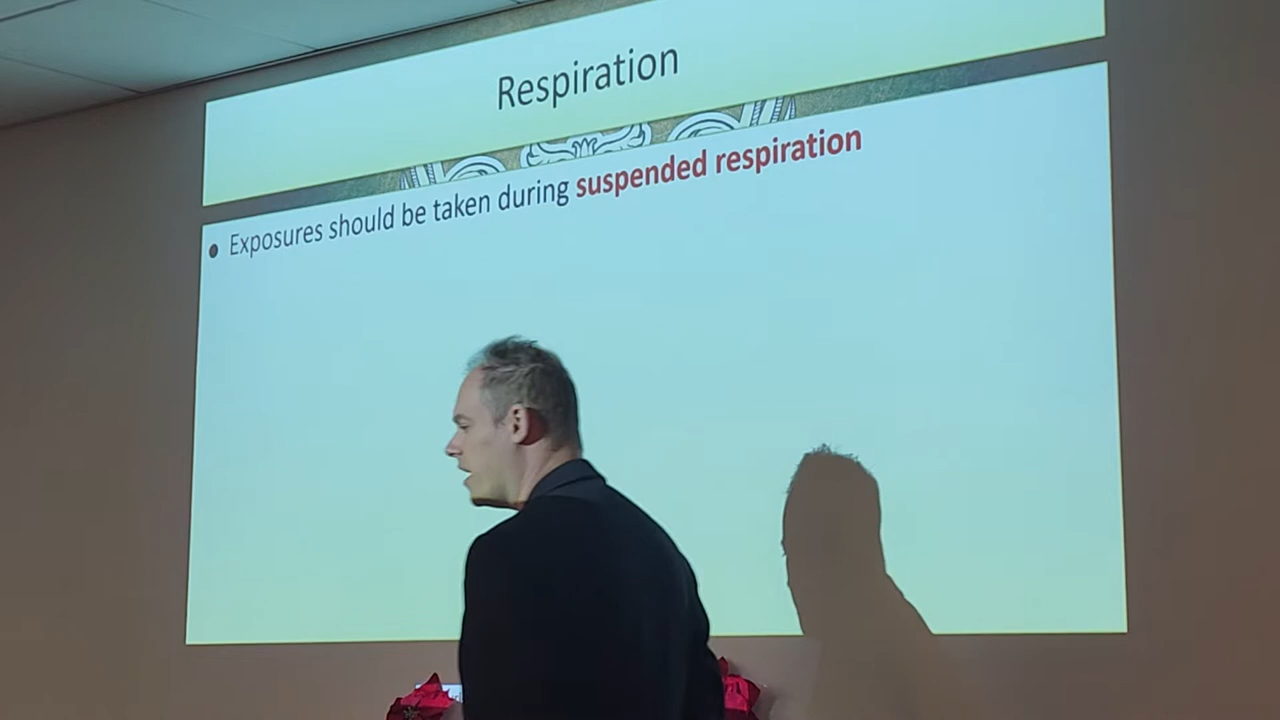 Respiration
Exposures should be taken during suspended respiration